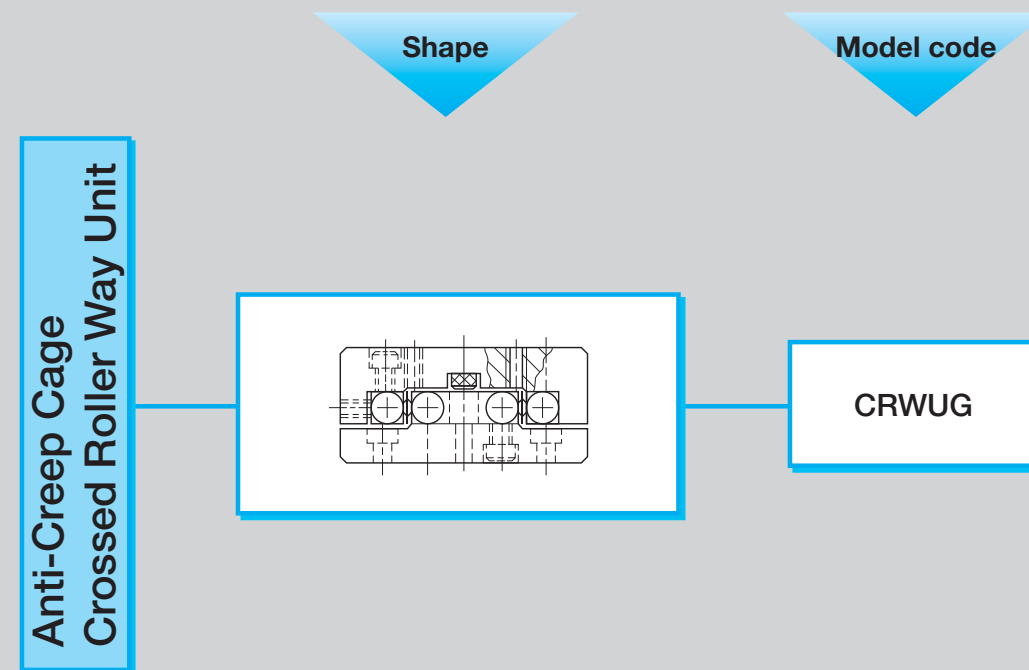 Shape
Model code
Anti-Creep Cage
Crossed Roller Way Unit
CRWUG